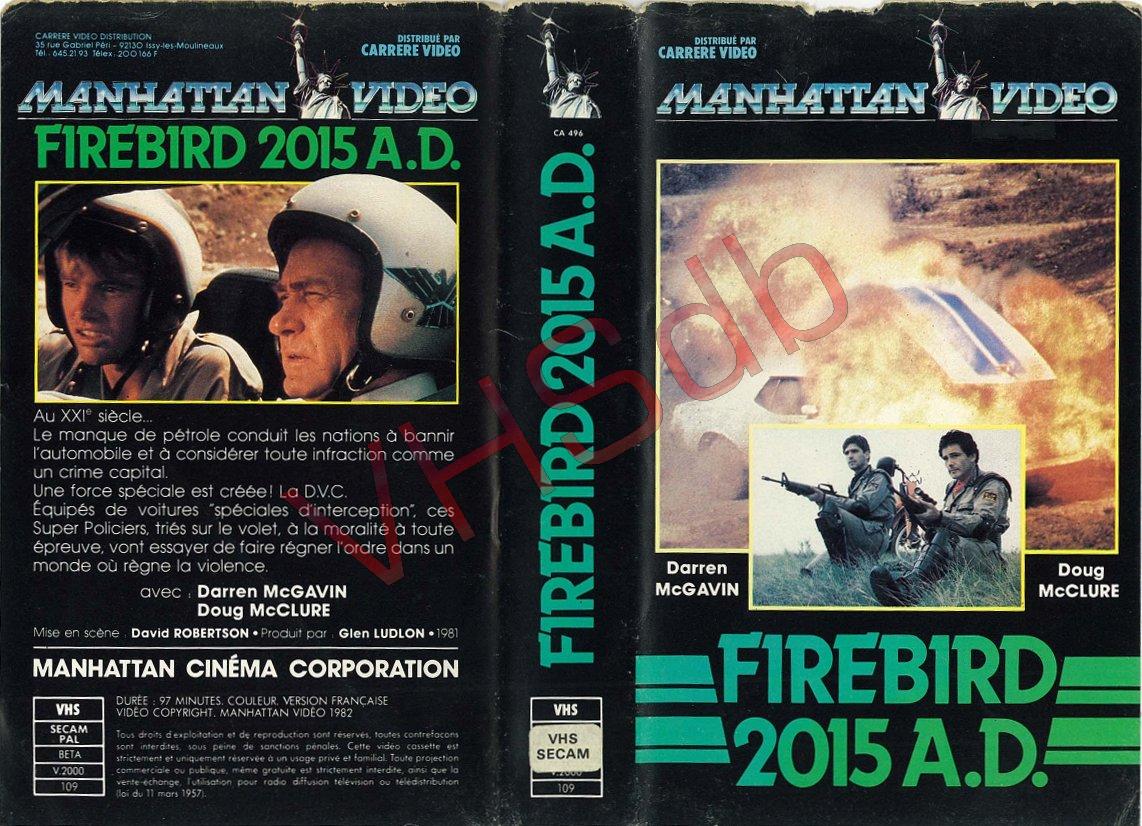 CARRERE VIDEO DISTRIBUTION
35 rue Gabriel Péri - 92130 Issy-les-Moulineaux
Tél. 645.21.93 Télex. 200 166 F
DISTRIBUÉ PAR
CARRERE VIDEO
MANHATTAN VIDEO
FIREBIRD 2015 A.D.
Au XXIe siècle...
Le manque de pétrole conduit les nations à bannir
l'automobile et à considérer toute infraction comme
un crime capital.
Une force spéciale est créée! La D.V.C.
Équipés de voitures "spéciales d'interception", ces
Super Policiers, triés sur le volet, à la moralité à toute
épreuve, vont essayer de faire régner l'ordre dans un
monde où règne la violence.
avec : Darren McGAVIN
Doug McCLURE
Mise en scène : David ROBERTSON • Produit par : Glen LUDLON • 1981
MANHATTAN CINÉMA CORPORATION
VHS
SECAM
PAL
BETA
V.2000
109
DURÉE : 97 MINUTES. COULEUR. VERSION FRANÇAISE
VIDÉO COPYRIGHT. MANHATTAN VIDÉO 1982
Tous droits d'exploitation et de reproduction sont réservés, toutes contrefacons
sont interdites, sous peine de sanctions pénales. Cette vidéo cassette est
strictement et uniquement réservée à un usage privé et familial. Toute projection
commerciale ou publique, même gratuite est strictement interdite, ainsi que la
vente-échange, l'utilisation pour radio diffusion télévision ou télédistribution
(loi du 11 mars 1957).
CA 496
FIREBIRD 2015 A.D.
VHS
VHS
SECAM
V.2000
109
DISTRIBUÉ PAR
CARRERE VIDEO
MANHATTAN VIDEO
Darren
McGAVIN
Doug
McCLURE
FIREBIRD
2015 A.D.
VHSdb